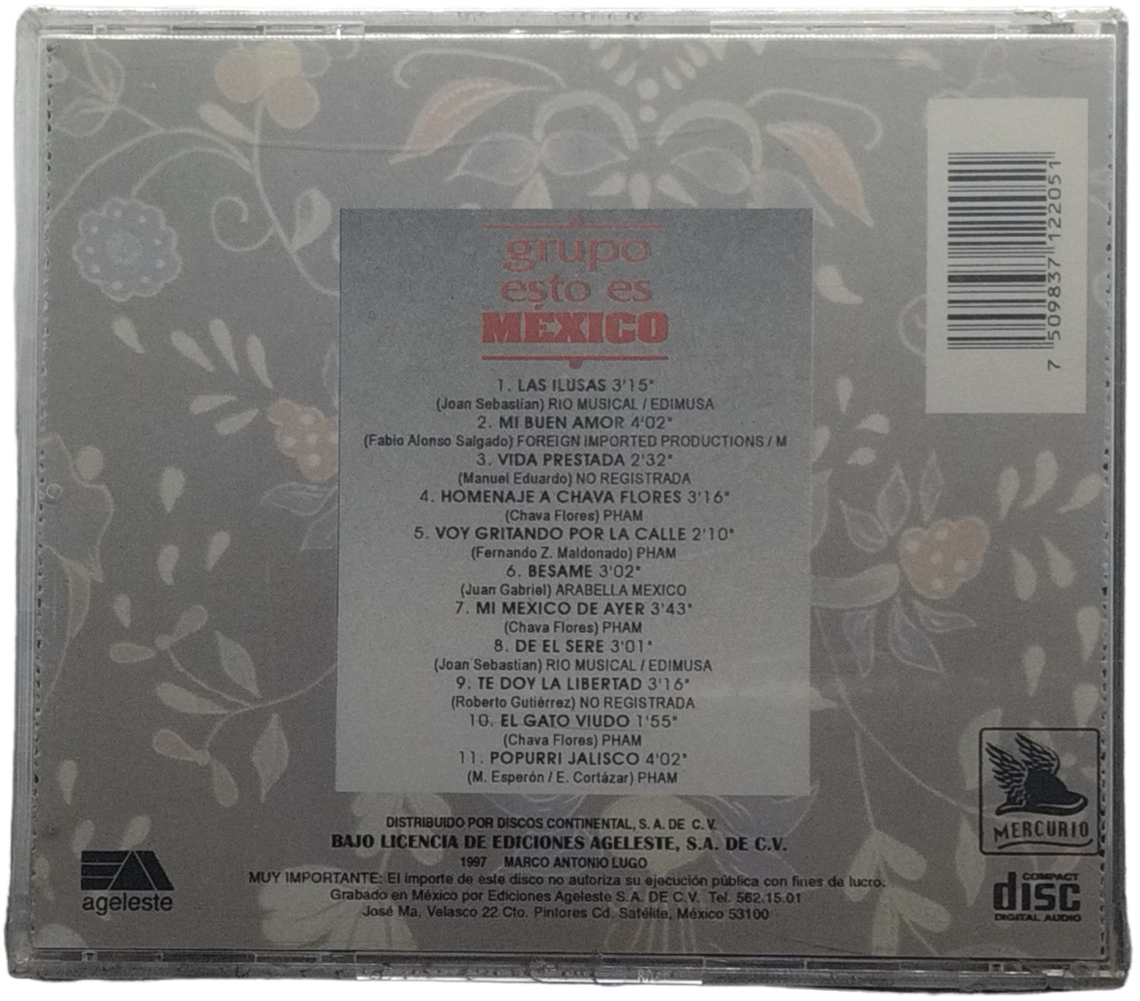 grupo
esto es
MÉXICO
1. LAS ILUSAS 3'15"
(Joan Sebastían) RIO MUSICAL / EDIMUSA
2. MI BUEN AMOR 4'02"
(Fabio Alonso Salgado) FOREIGN IMPORTED PRODUCTIONS / M
3. VIDA PRESTADA 2'32"
(Manuel Eduardo) NO REGISTRADA
4. HOMENAJE A CHAVA FLORES 3'16"
(Chava Flores) PHAM
5. VOY GRITANDO POR LA CALLE 2'10"
(Fernando Z. Maldonado) PHAM
6. BESAME 3'02"
(Juan Gabriel) ARABELLA MEXICO
7. MI MEXICO DE AYER 3'43"
(Chava Flores) PHAM
8. DE EL SERE 3'01"
(Joan Sebastian) RIO MUSICAL / EDIMUSA
9. TE DOY LA LIBERTAD 3'16"
(Roberto Gutiérrez) NO REGISTRADA
10. EL GATO VIUDO 1'55"
(Chava Flores) PHAM
11. POPURRI JALISCO 4'02"
(M. Esperón / E. Cortázar) PHAM
DISTRIBUIDO POR DISCOS CONTINENTAL, S.A. DE C.V.
BAJO LICENCIA DE EDICIONES AGELESTE, S.A. DE C.V.
1997 MARCO ANTONIO LUGO
MUY IMPORTANTE: El importe de este disco no autoriza su ejecución pública con fines de lucro.
Grabado en México por Ediciones Ageleste S.A. DE C.V. Tel. 562.15.01
José Ma. Velasco 22 Cto. Pintores Cd. Satélite, México 53100
EA
ageleste
7 509837 122051
MERCURIO
COMPACT
disc
DIGITAL AUDIO